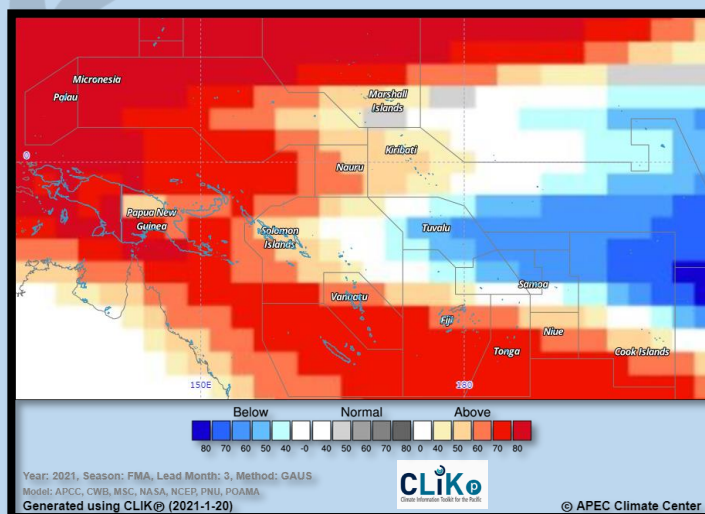 Micronesia
Palau
Marshall
Islands
0
Kiribati
Nauru
Papua New
Guinea
Solomon
Islands
Tuvalu
Samoa
Vanuatu
Fiji
Niue
Tonga
Cook Islands
150E
180
Below Normal Above
80 70 60 50 40 -0 40 50 60 70 80 0 40 50 60 70 80
Year: 2021, Season: FMA, Lead Month: 3, Method: GAUS
Model: APCC, CWB, MSC, NASA, NCEP, PNU, POAMA
Generated using CLIKⓅ (2021-1-20)
CLiKp
Climate Information Toolkit for the Pacific
© APEC Climate Center